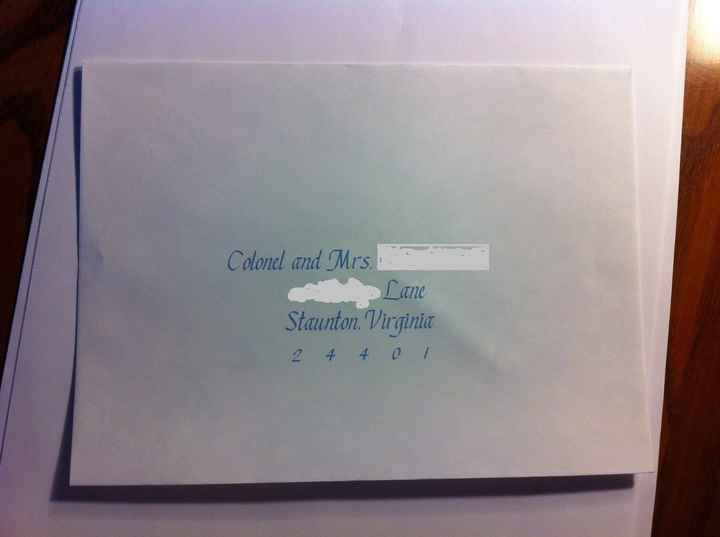 Colonel and Mrs.
Lane
Staunton, Virginia
2 4 4 0 1